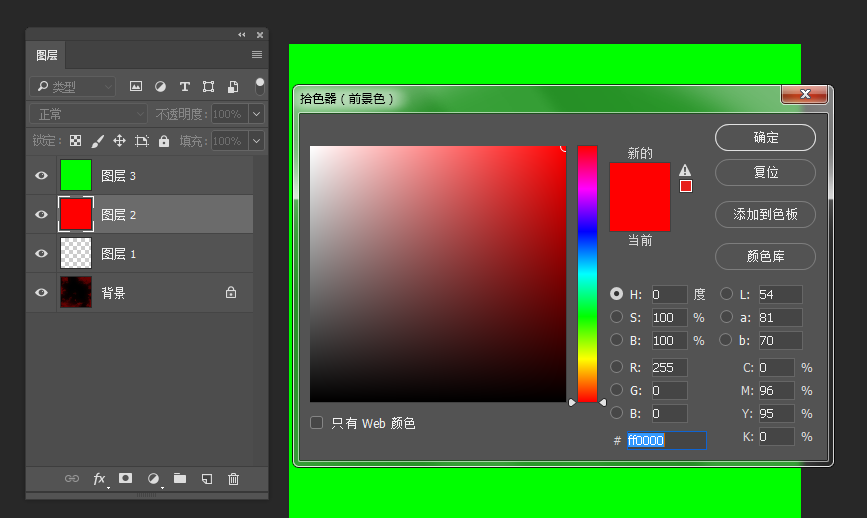 图层
类型
T
正常 不透明度: 100%
锁定: 填充: 100%
图层 3
图层 2
图层 1
背景
fx
拾色器（前景色）
新的
当前
确定
复位
添加到色板
颜色库
H: 0 度 L: 54
S: 100 % a: 81
B: 100 % b: 70
R: 255 C: 0 %
G: 0 M: 96 %
B: 0 Y: 95 %
# ff0000 K: 0 %
只有 Web 颜色